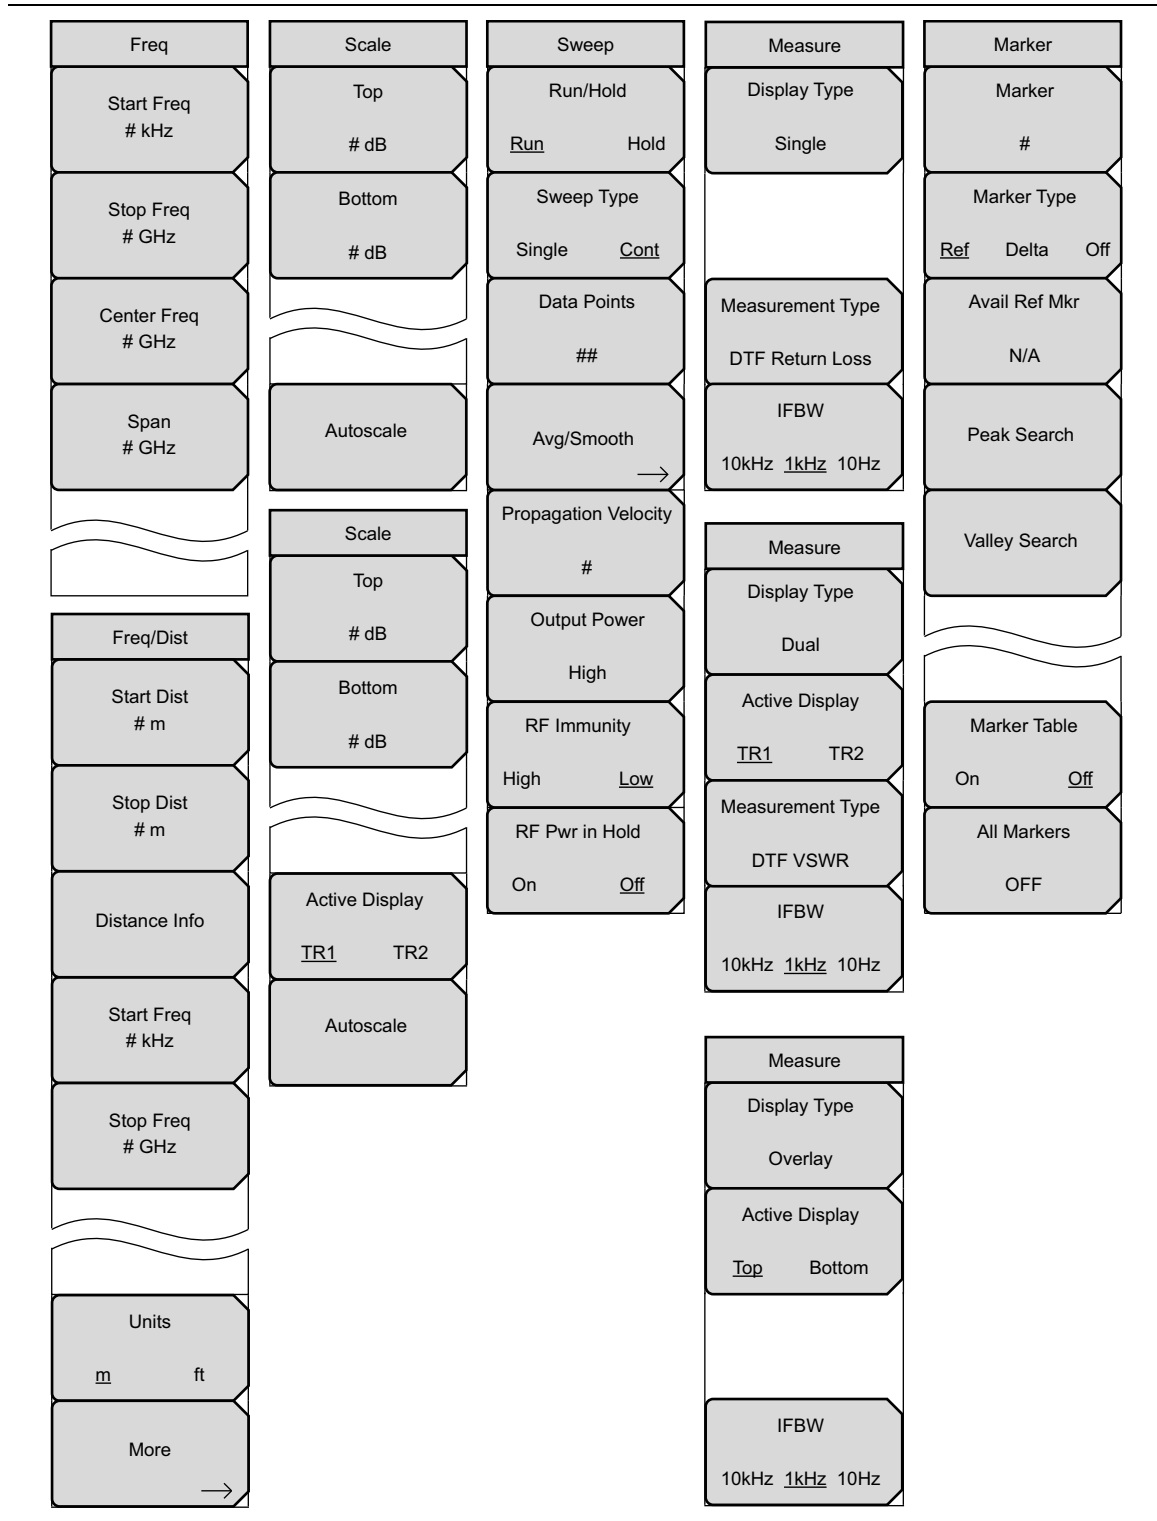 Freq
Start Freq
# kHz
Stop Freq
# GHz
Center Freq
# GHz
Span
# GHz
Freq/Dist
Start Dist
# m
Stop Dist
# m
Distance Info
Start Freq
# kHz
Stop Freq
# GHz
Units
m ft
More
Scale
Top
# dB
Bottom
# dB
Autoscale
Scale
Top
# dB
Bottom
# dB
Active Display
TR1 TR2
Autoscale
Sweep
Run/Hold
Run Hold
Sweep Type
Single Cont
Data Points
##
Avg/Smooth
Propagation Velocity
#
Output Power
High
RF Immunity
High Low
RF Pwr in Hold
On Off
Measure
Display Type
Single
Measurement Type
DTF Return Loss
IFBW
10kHz 1kHz 10Hz
Measure
Display Type
Dual
Active Display
TR1 TR2
Measurement Type
DTF VSWR
IFBW
10kHz 1kHz 10Hz
Measure
Display Type
Overlay
Active Display
Top Bottom
IFBW
10kHz 1kHz 10Hz
Marker
Marker
#
Marker Type
Ref Delta Off
Avail Ref Mkr
N/A
Peak Search
Valley Search
Marker Table
On Off
All Markers
OFF